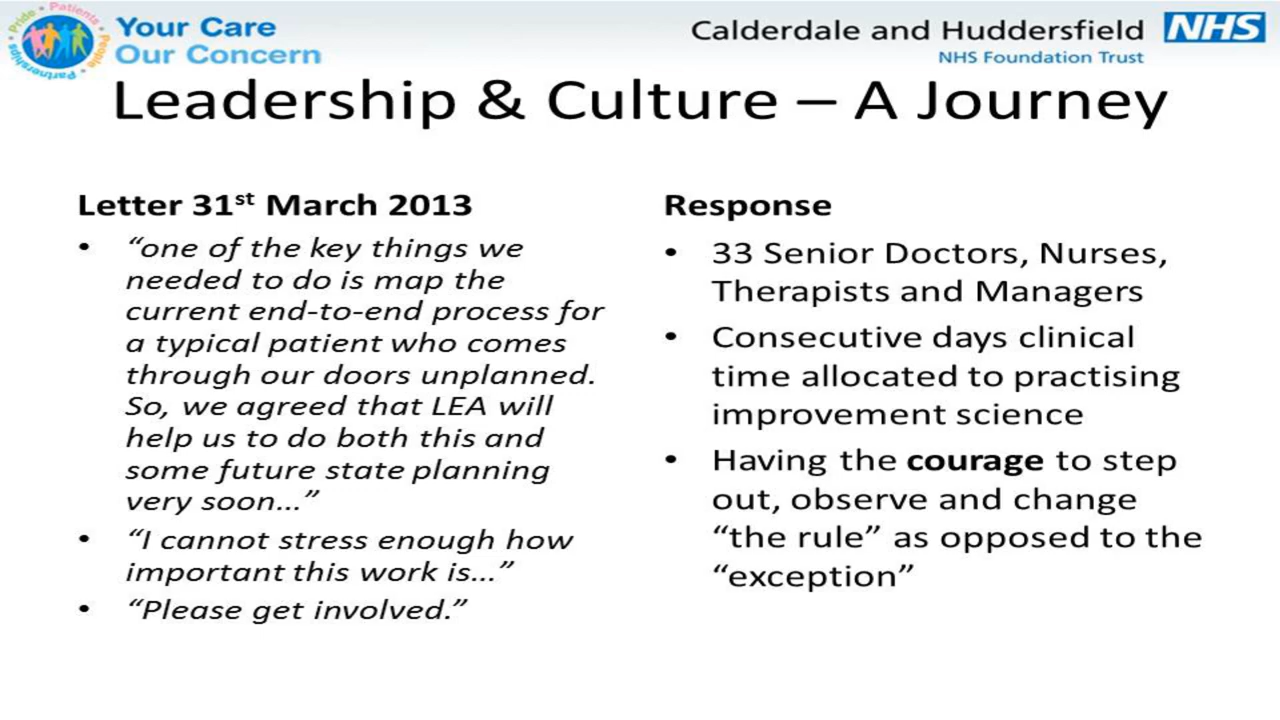 Pride • Patients • People • Partnerships •
Your Care
Our Concern
Calderdale and Huddersfield NHS
NHS Foundation Trust
Leadership & Culture – A Journey
Letter 31st March 2013
• “one of the key things we
needed to do is map the
current end-to-end process for
a typical patient who comes
through our doors unplanned.
So, we agreed that LEA will
help us to do both this and
some future state planning
very soon…”
• “I cannot stress enough how
important this work is…”
• “Please get involved.”
Response
• 33 Senior Doctors, Nurses,
Therapists and Managers
• Consecutive days clinical
time allocated to practising
improvement science
• Having the courage to step
out, observe and change
“the rule” as opposed to the
“exception”